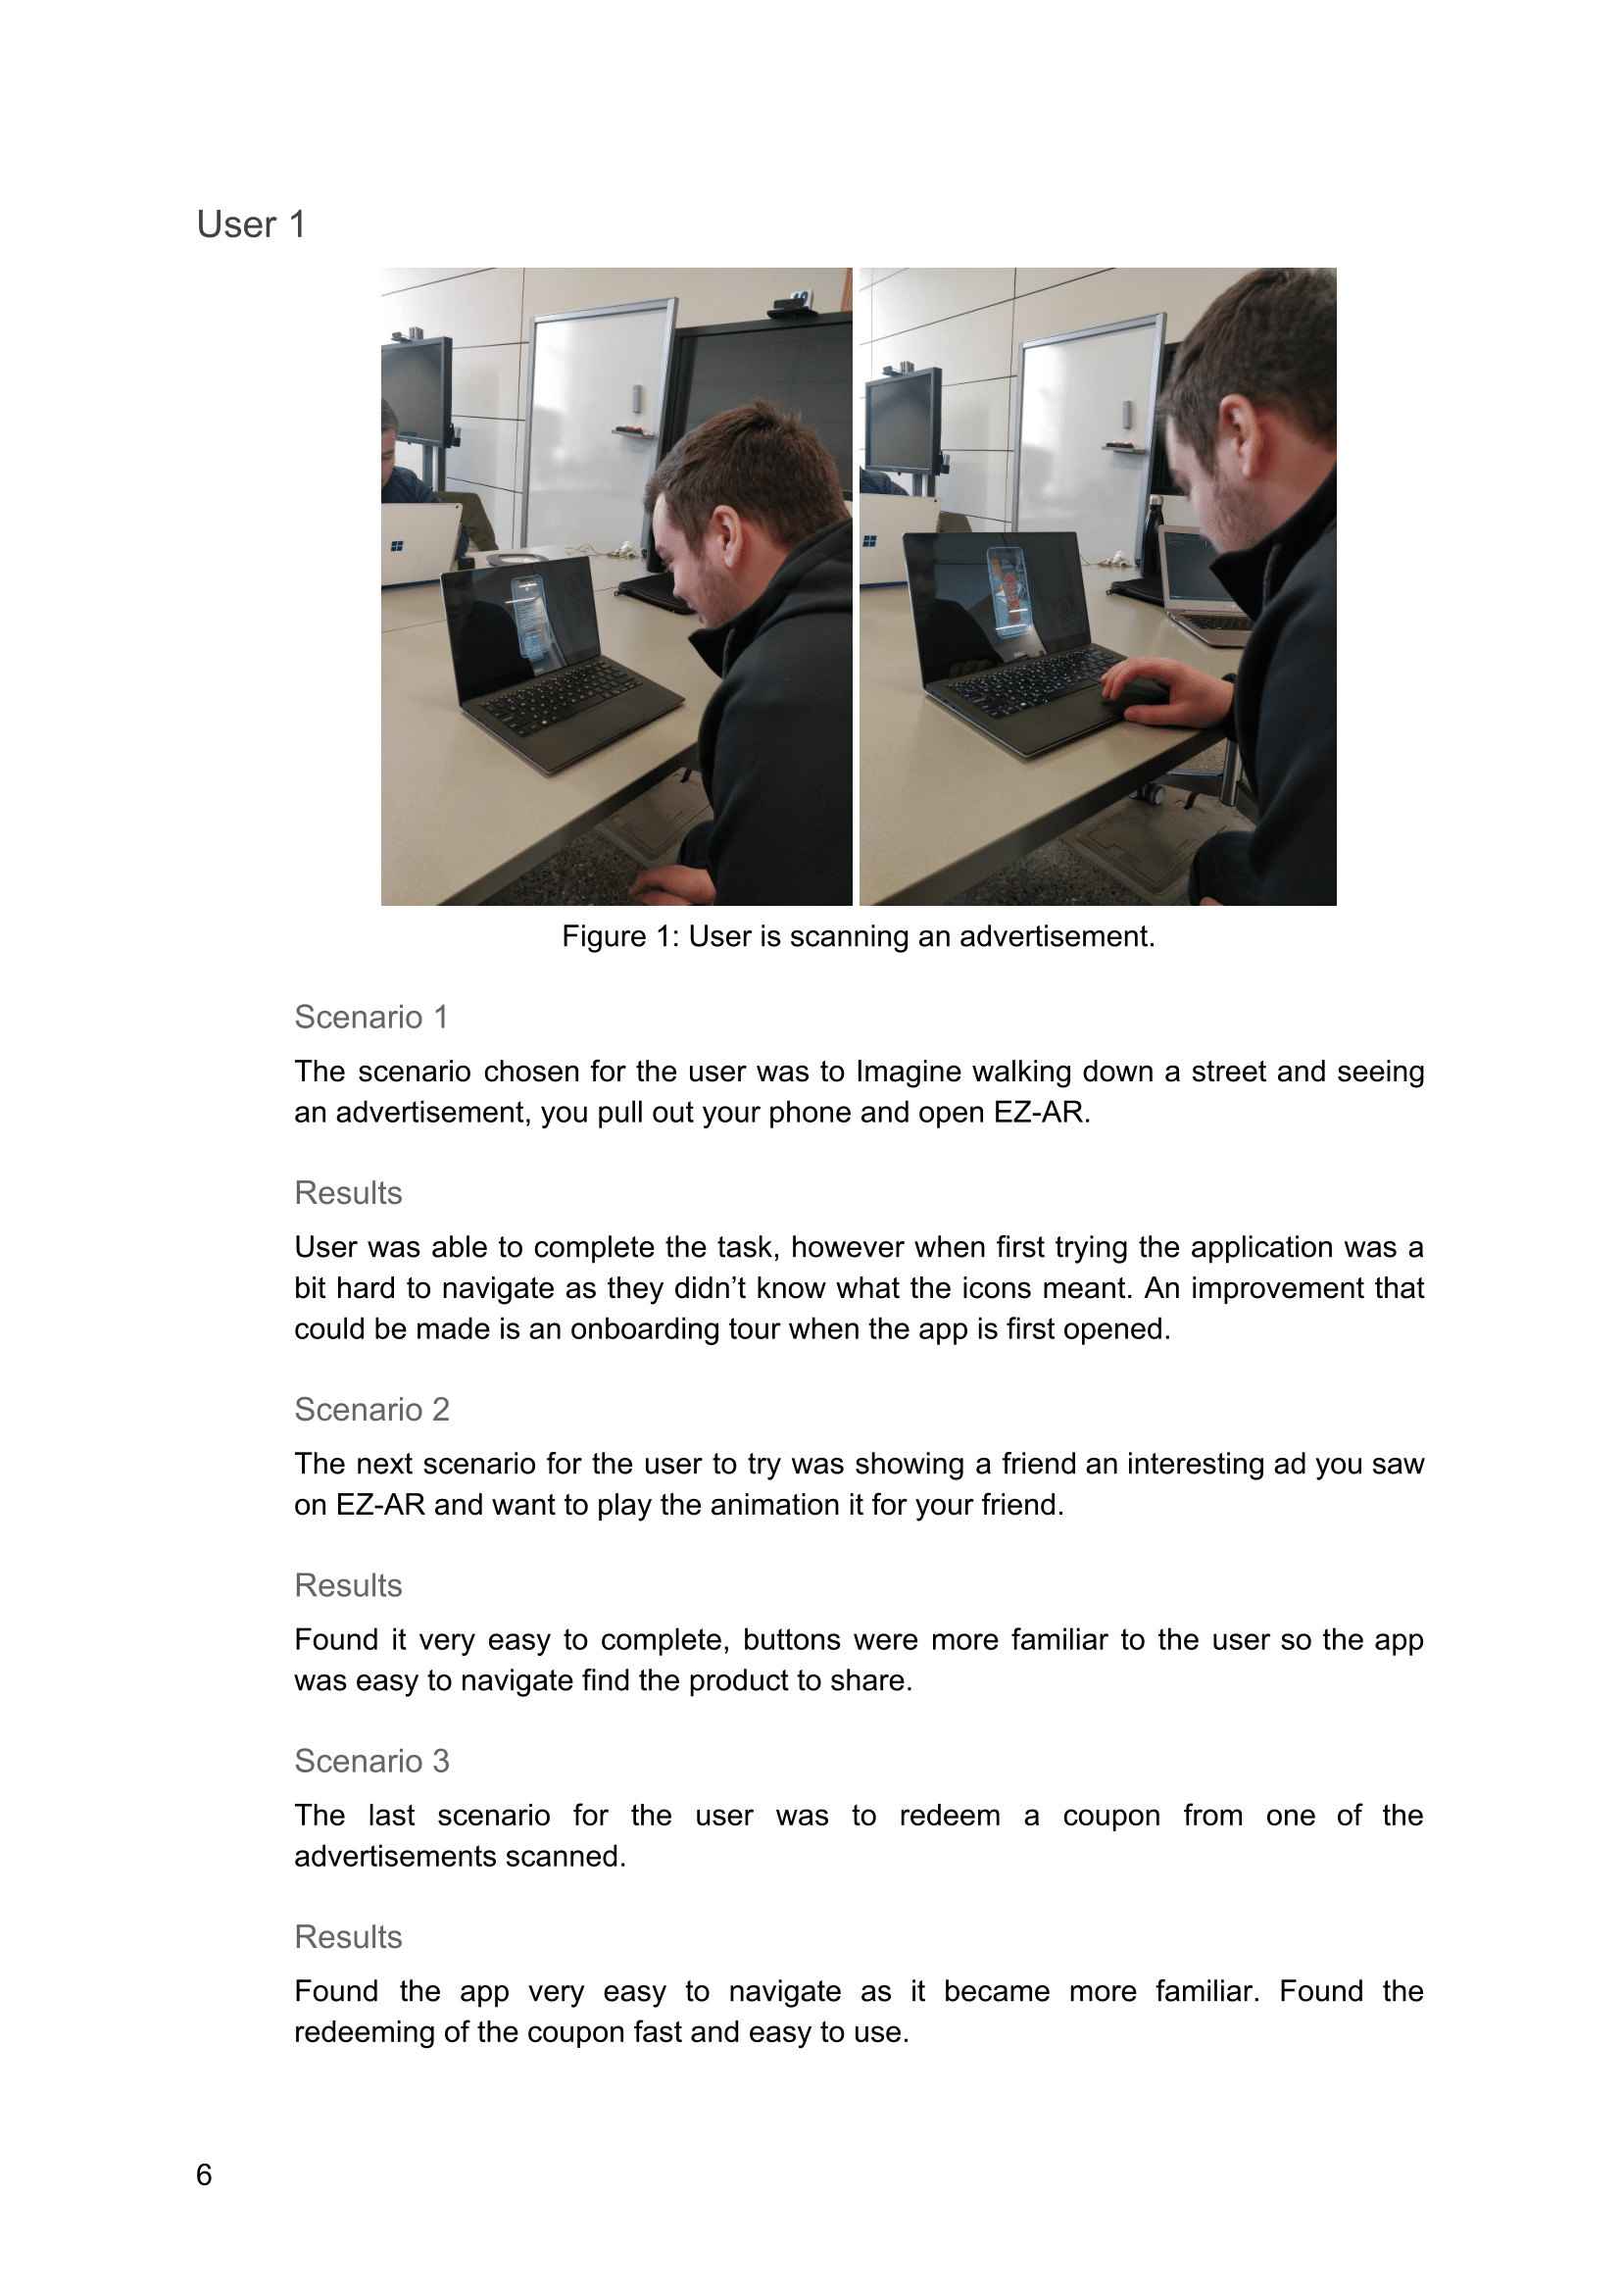 User 1
Figure 1: User is scanning an advertisement.
Scenario 1
The scenario chosen for the user was to Imagine walking down a street and seeing
an advertisement, you pull out your phone and open EZ-AR.
Results
User was able to complete the task, however when first trying the application was a
bit hard to navigate as they didn’t know what the icons meant. An improvement that
could be made is an onboarding tour when the app is first opened.
Scenario 2
The next scenario for the user to try was showing a friend an interesting ad you saw
on EZ-AR and want to play the animation it for your friend.
Results
Found it very easy to complete, buttons were more familiar to the user so the app
was easy to navigate find the product to share.
Scenario 3
The last scenario for the user was to redeem a coupon from one of the
advertisements scanned.
Results
Found the app very easy to navigate as it became more familiar. Found the
redeeming of the coupon fast and easy to use.
6